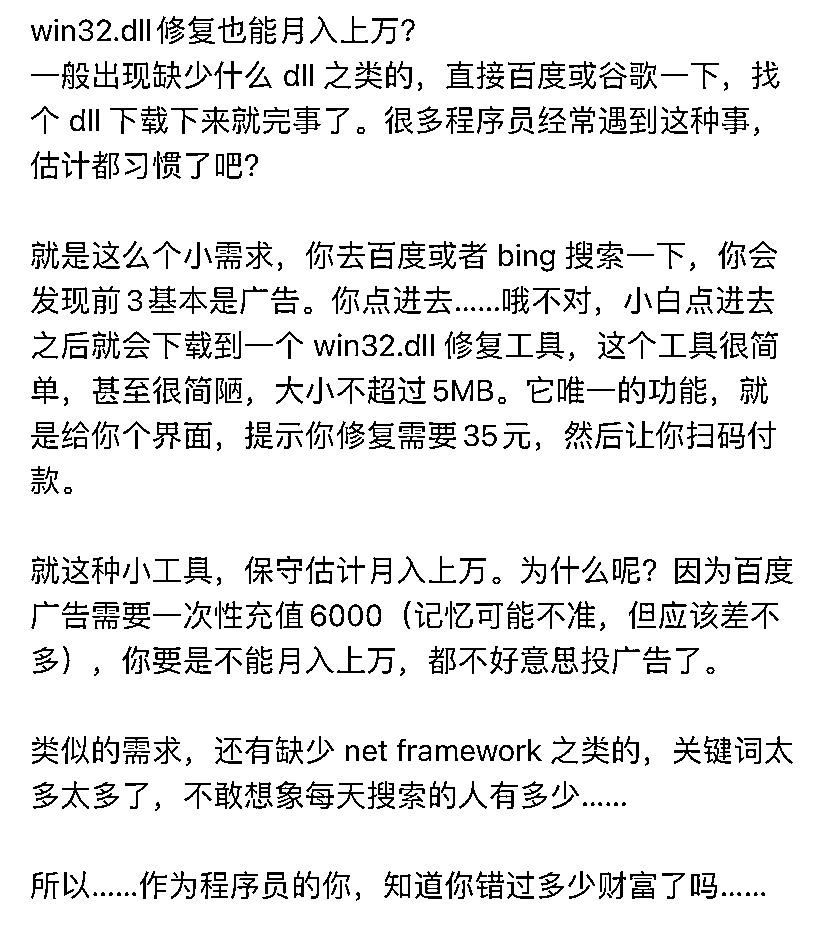 win32.dll修复也能月入上万？
一般出现缺少什么 dll 之类的，直接百度或谷歌一下，找
个 dll 下载下来就完事了。很多程序员经常遇到这种事，
估计都习惯了吧？
就是这么个小需求，你去百度或者 bing 搜索一下，你会
发现前3基本是广告。你点进去……哦不对，小白点进去
之后就会下载到一个 win32.dll 修复工具，这个工具很简
单，甚至很简陋，大小不超过5MB。它唯一的功能，就
是给你个界面，提示你修复需要35元，然后让你扫码付
款。
就这种小工具，保守估计月入上万。为什么呢？因为百度
广告需要一次性充值6000（记忆可能不准，但应该差不
多），你要是不能月入上万，都不好意思投广告了。
类似的需求，还有缺少 net framework 之类的，关键词太
多太多了，不敢想象每天搜索的人有多少……
所以……作为程序员的你，知道你错过多少财富了吗……